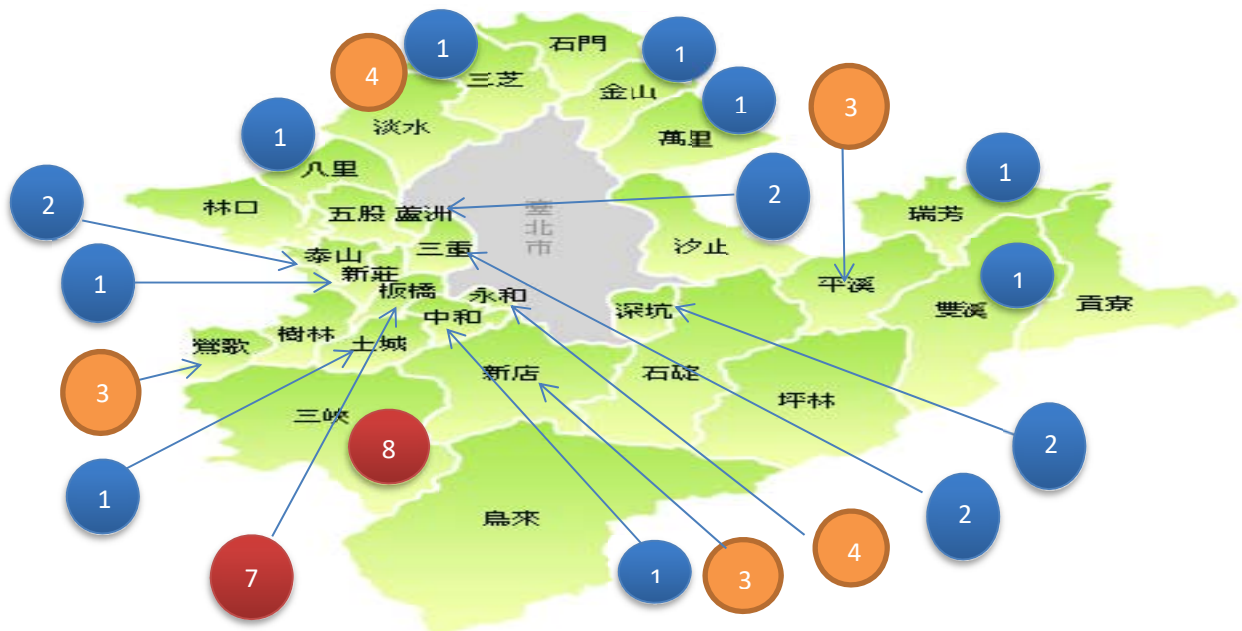 1
石門
1
4
三芝
金山
1
3
淡水
萬里
1
八里
1
2
林口
五股
蘆洲
2
臺
北
市
瑞芳
泰山
三重
汐止
1
新莊
1
板橋
永和
平溪
1
中和
深坑
雙溪
貢寮
鶯歌
樹林
土城
新店
石碇
3
坪林
三峽
8
2
1
烏來
2
7
1
3
4